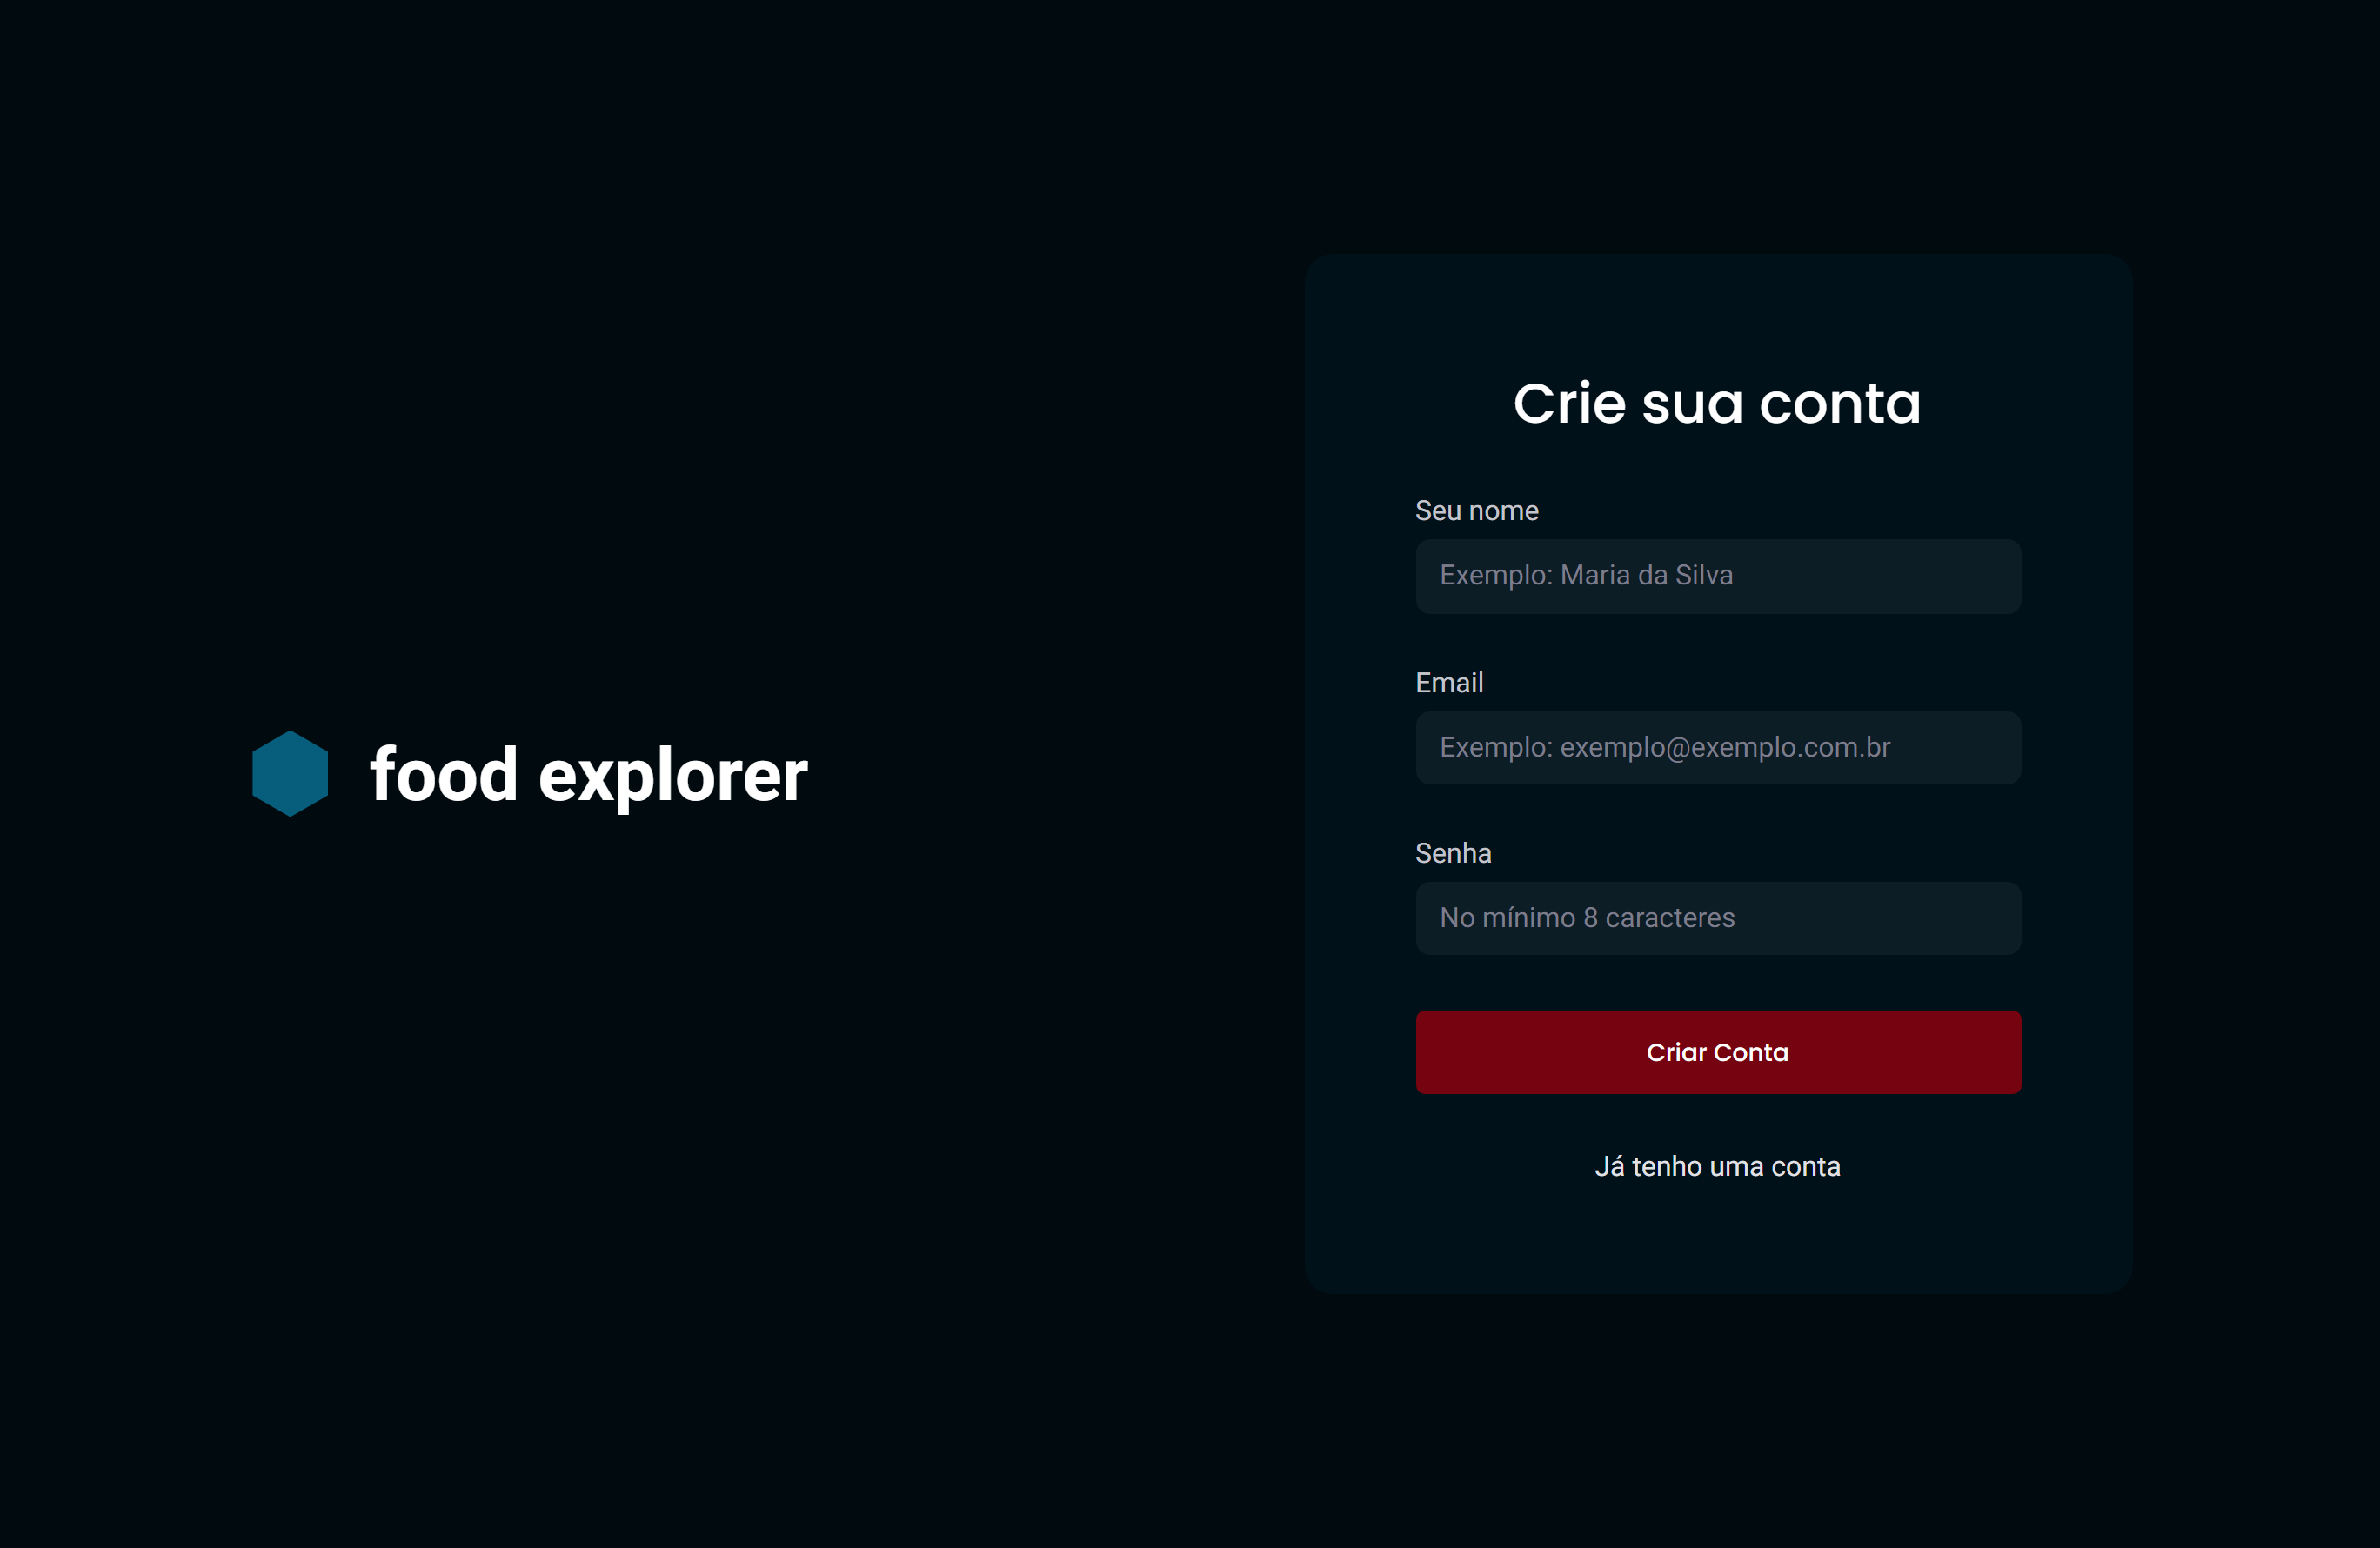 food explorer
Crie sua conta
Seu nome
Exemplo: Maria da Silva
Email
Exemplo: exemplo@exemplo.com.br
Senha
No mínimo 8 caracteres
Criar Conta
Já tenho uma conta